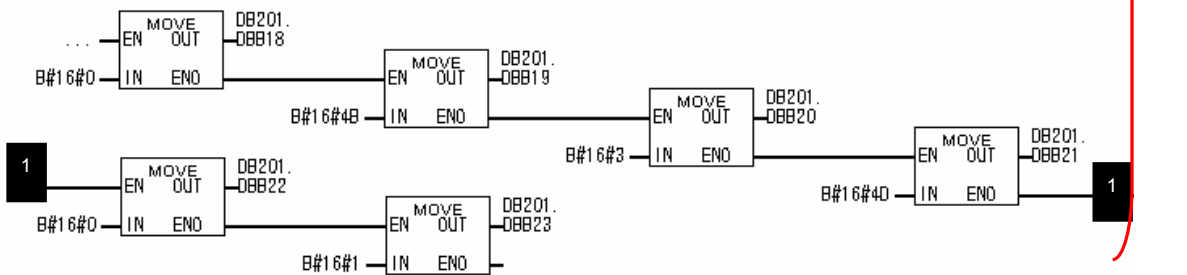 MOVE DB201.
... EN OUT DBB18
B#16#0 IN ENO
MOVE DB201.
EN OUT DBB19
B#16#4B IN ENO
MOVE DB201.
EN OUT DBB20
B#16#3 IN ENO
MOVE DB201.
EN OUT DBB21
B#16#4D IN ENO
1
1
MOVE DB201.
EN OUT DBB22
B#16#0 IN ENO
MOVE DB201.
EN OUT DBB23
B#16#1 IN ENO